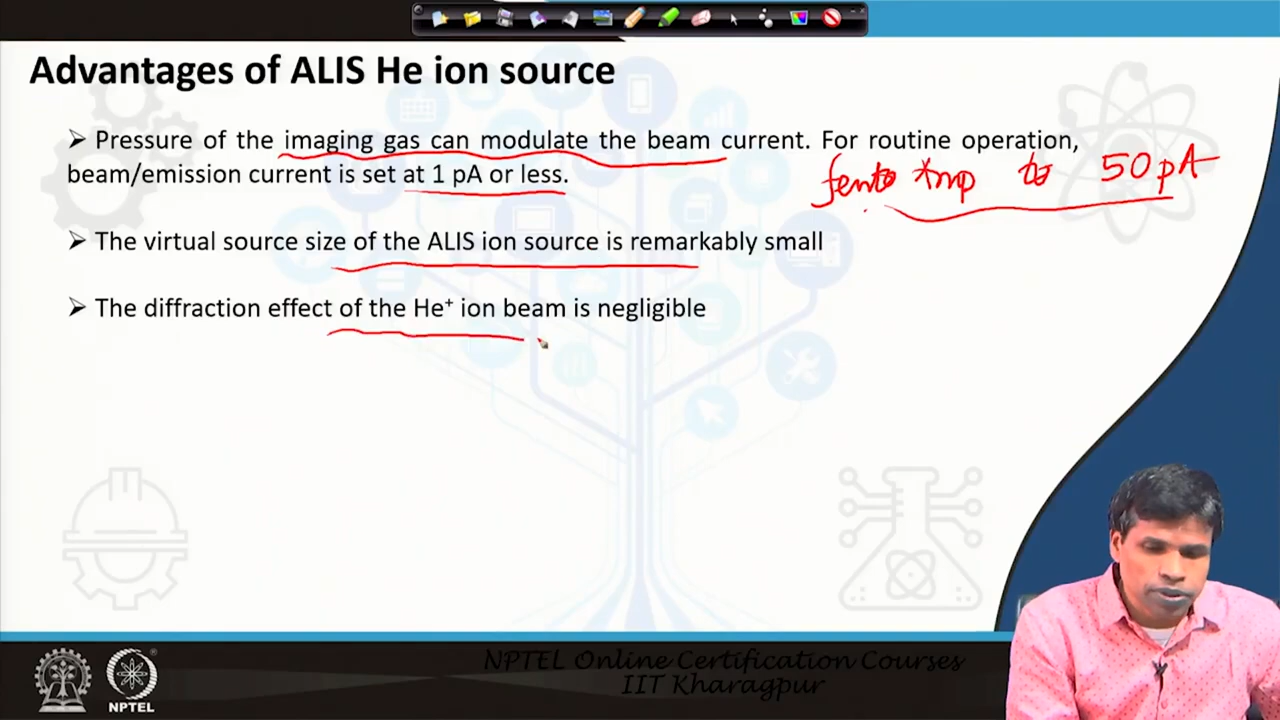 Advantages of ALIS He ion source
➢ Pressure of the imaging gas can modulate the beam current. For routine operation,
beam/emission current is set at 1 pA or less.
femto Amp to 50 pA
➢ The virtual source size of the ALIS ion source is remarkably small
➢ The diffraction effect of the He⁺ ion beam is negligible
NPTEL Online Certification Courses
IIT Kharagpur
NPTEL